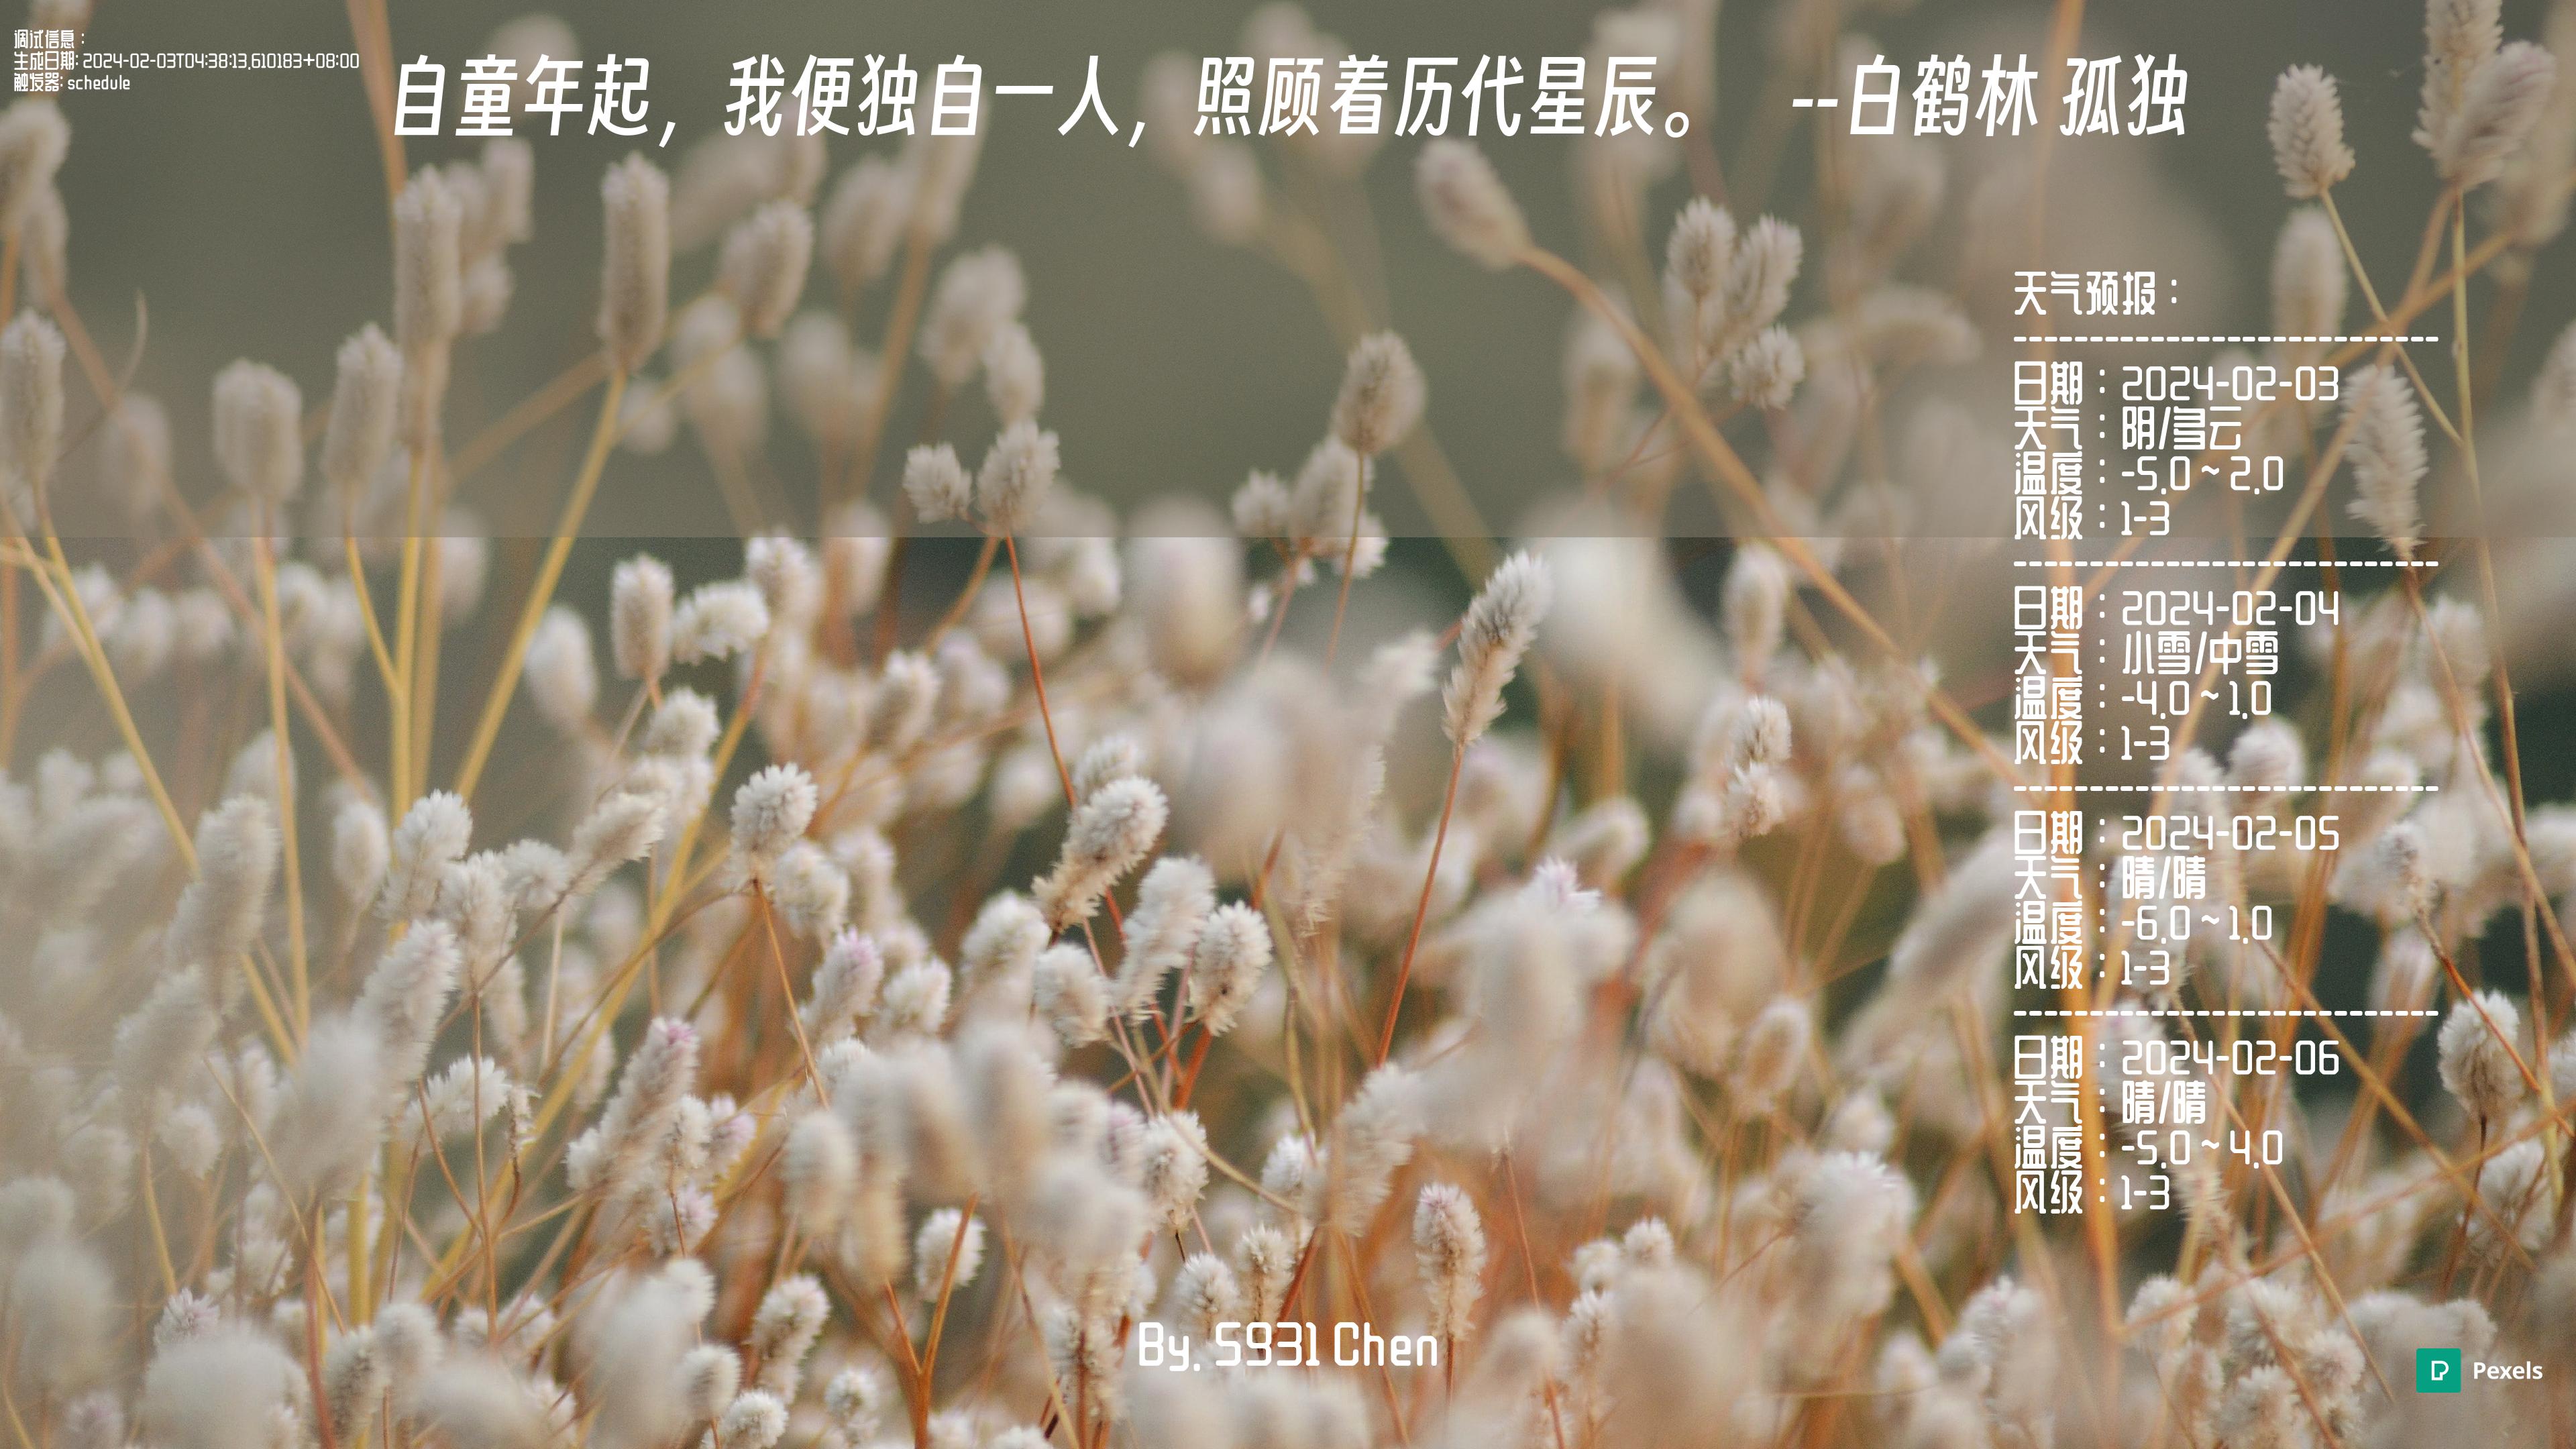 调试信息：
生成日期: 2024-02-03T04:38:13.610183+08:00
触发器: schedule
自童年起，我便独自一人，照顾着历代星辰。 --白鹤林 孤独
天气预报：
----------------------------
日期：2024-02-03
天气：阴/多云
温度：-5.0 ~ 2.0
风级：1-3
----------------------------
日期：2024-02-04
天气：小雪/中雪
温度：-4.0 ~ 1.0
风级：1-3
----------------------------
日期：2024-02-05
天气：晴/晴
温度：-6.0 ~ 1.0
风级：1-3
----------------------------
日期：2024-02-06
天气：晴/晴
温度：-5.0 ~ 4.0
风级：1-3
By. S931 Chen
Pexels